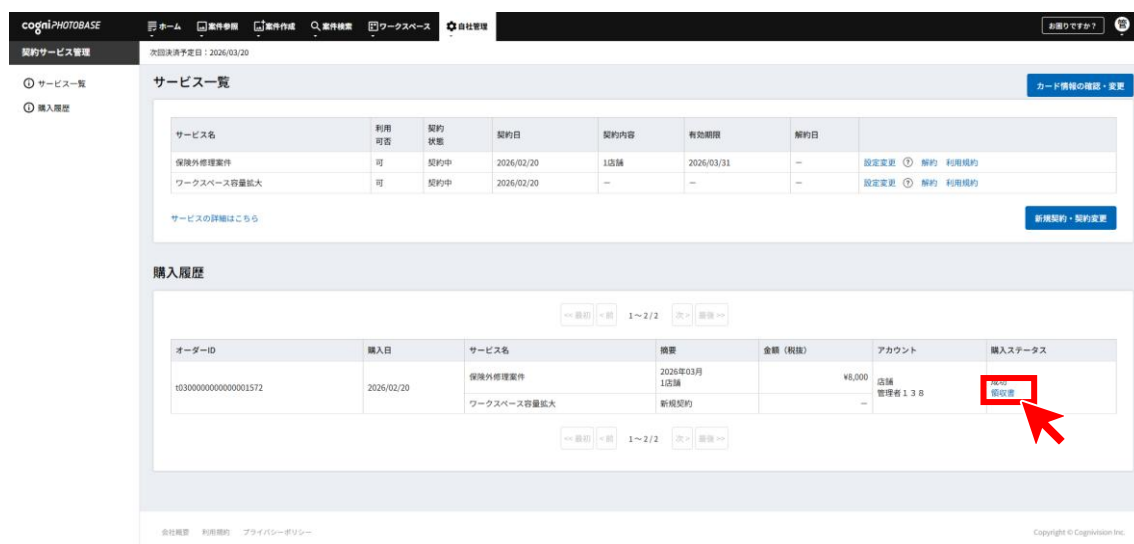 cogniPHOTOBASE ホーム 案件参照 案件作成 案件検索 ワークスペース 自社管理 お困りですか? 管
契約サービス管理 次回決済予定日：2026/03/20
サービス一覧
購入履歴
サービス一覧 カード情報の確認・変更
サービス名 利用可否 契約状態 契約日 契約内容 有効期限 解約日
保険外修理案件 可 契約中 2026/02/20 1店舗 2026/03/31 － 設定変更 ? 解約 利用規約
ワークスペース容量拡大 可 契約中 2026/02/20 － － － 設定変更 ? 解約 利用規約
サービスの詳細はこちら 新規契約・契約変更
購入履歴
<< 最初 < 前 1～2/2 次 > 最後 >>
オーダーID 購入日 サービス名 摘要 金額（税抜） アカウント 購入ステータス
t0300000000000001572 2026/02/20 保険外修理案件 2026年03月 1店舗 ¥8,000 店舗 管理者１３８ 成功 領収書
ワークスペース容量拡大 新規契約 －
<< 最初 < 前 1～2/2 次 > 最後 >>
会社概要 利用規約 プライバシーポリシー Copyright © Cognivision Inc.